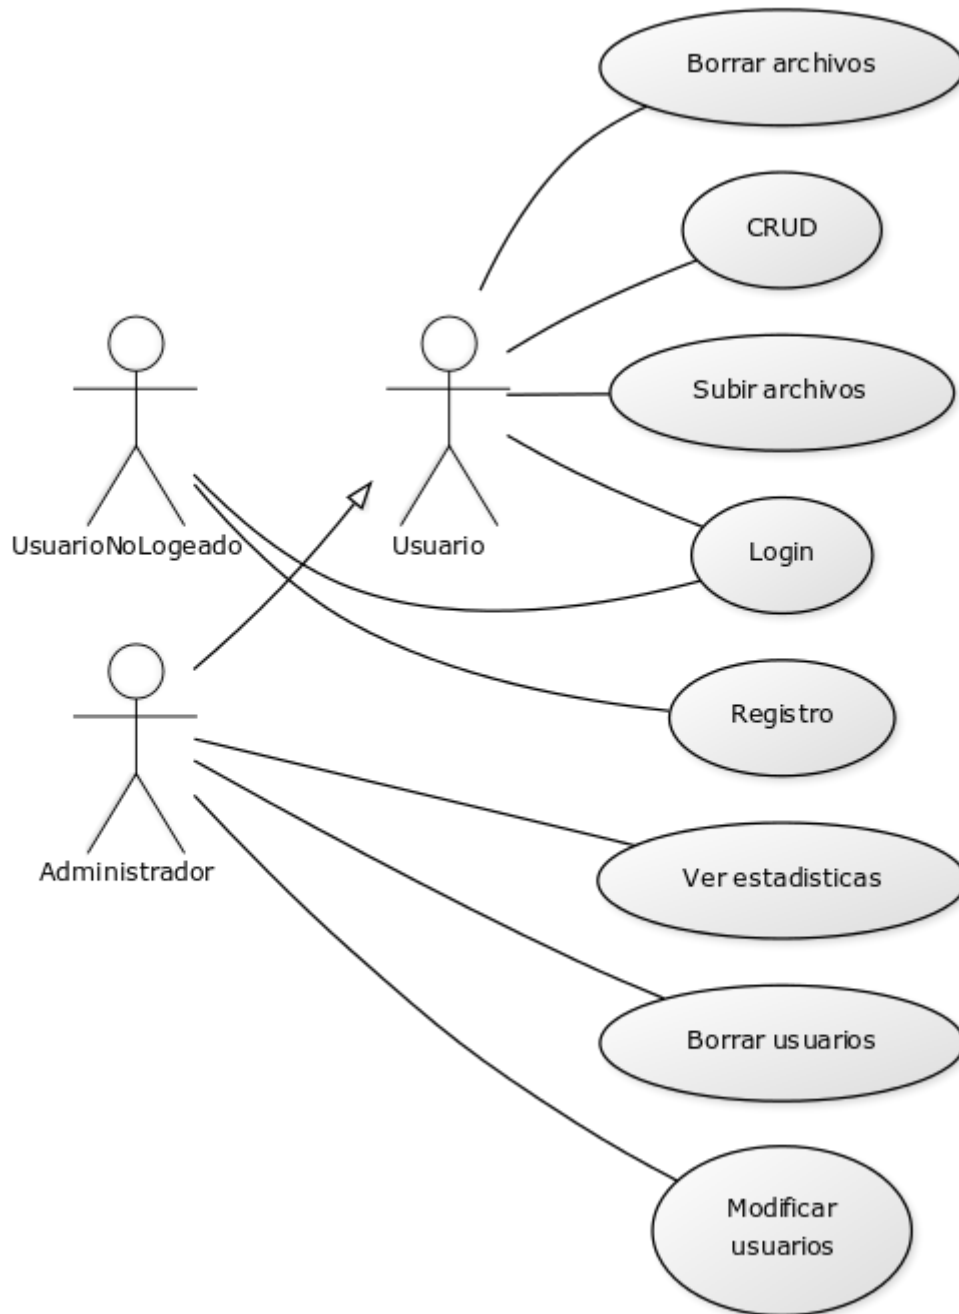 Borrar archivos
CRUD
Subir archivos
UsuarioNoLogeado
Usuario
Login
Registro
Administrador
Ver estadisticas
Borrar usuarios
Modificar
usuarios